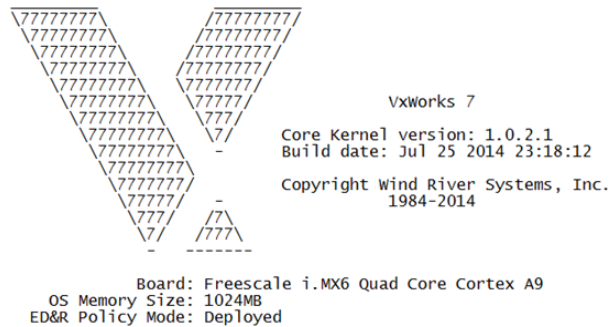 VxWorks 7
Core Kernel version: 1.0.2.1
Build date: Jul 25 2014 23:18:12
Copyright Wind River Systems, Inc.
1984-2014
Board: Freescale i.MX6 Quad Core Cortex A9
OS Memory Size: 1024MB
ED&R Policy Mode: Deployed